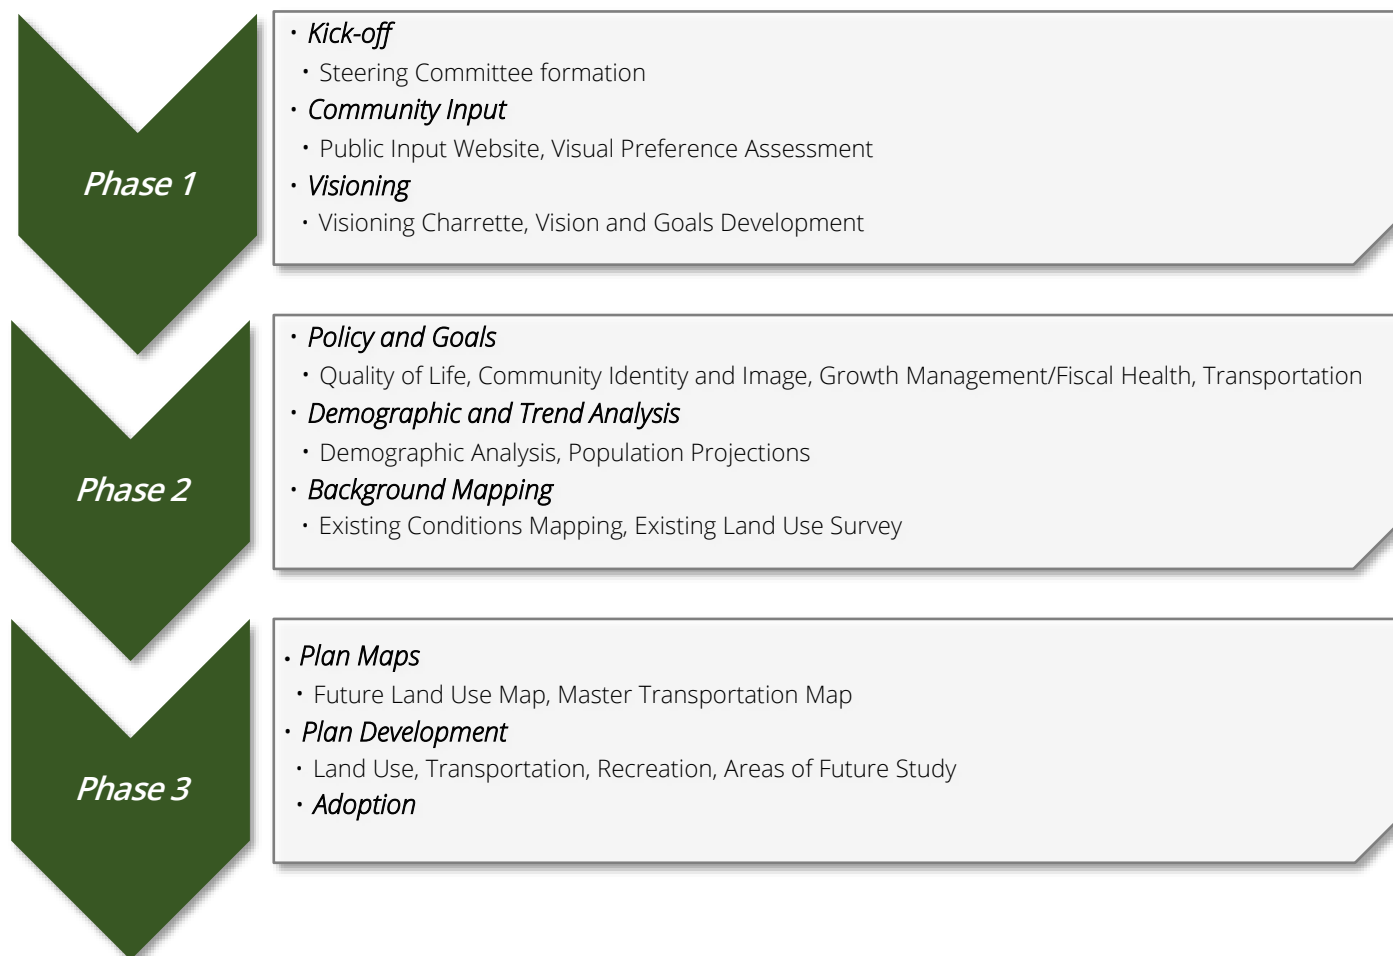 Phase 1
· Kick-off
· Steering Committee formation
· Community Input
· Public Input Website, Visual Preference Assessment
· Visioning
· Visioning Charrette, Vision and Goals Development
Phase 2
· Policy and Goals
· Quality of Life, Community Identity and Image, Growth Management/Fiscal Health, Transportation
· Demographic and Trend Analysis
· Demographic Analysis, Population Projections
· Background Mapping
· Existing Conditions Mapping, Existing Land Use Survey
Phase 3
· Plan Maps
· Future Land Use Map, Master Transportation Map
· Plan Development
· Land Use, Transportation, Recreation, Areas of Future Study
· Adoption